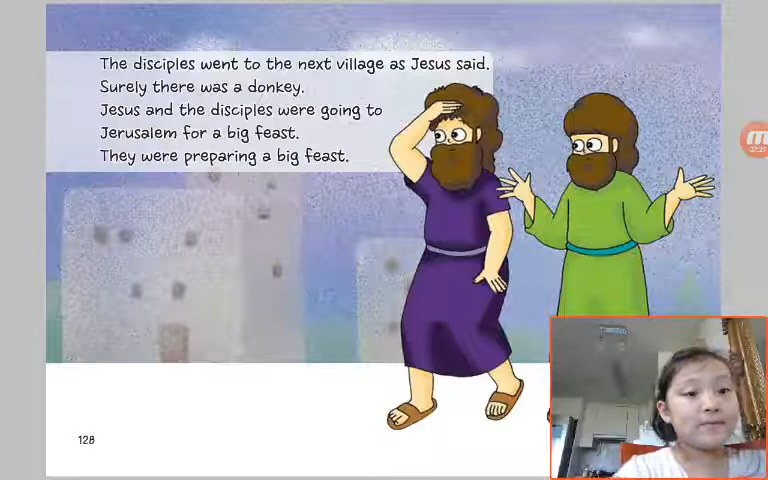 The disciples went to the next village as Jesus said.
Surely there was a donkey.
Jesus and the disciples were going to
Jerusalem for a big feast.
They were preparing a big feast.
128